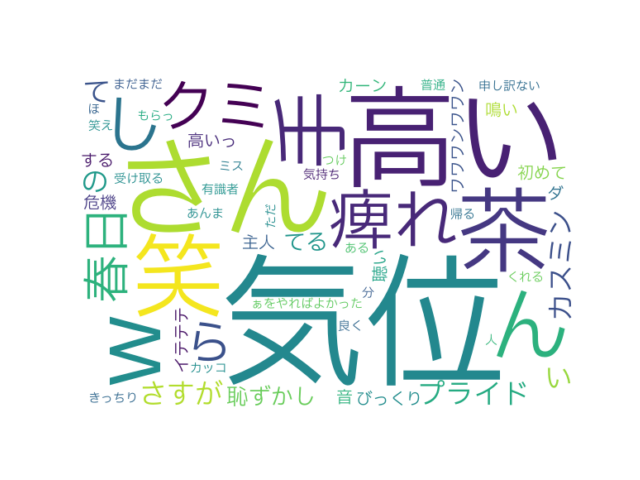 まだまだ
て
ほ
もらっ
笑え
し
クミ
カーン
普通
申し訳ない
ワワワンワワン
鳴い
高いっ
手
高い
する
の
受け取る
ミス
つけ
気持ち
初めて
ダ
危機
有識者
さん
あんま
ただ
痺れ
茶
帰る
カスミン
春日
笑
主人
てる
ある
聴い
くれる
気位
ん
分
ぁをやればよかった
w
ら
イテテテ
良く
人
カッコ
い
きっちり
さすが
恥ずかし
音
びっくり
プライド